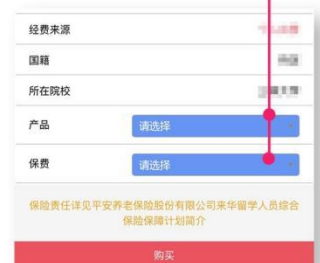 经费来源
国籍
所在院校
产品 请选择
保费 请选择
保险责任详见平安养老保险股份有限公司来华留学人员综合
保险保障计划简介
购买